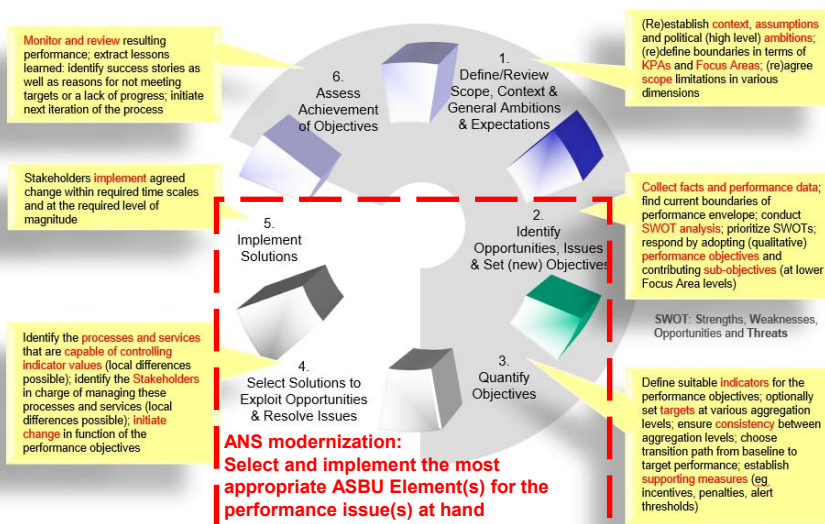 Monitor and review resulting
performance; extract lessons
learned: identify success stories as
well as reasons for not meeting
targets or a lack of progress; initiate
next iteration of the process
6.
Assess
Achievement
of Objectives
1.
Define/Review
Scope, Context &
General Ambitions
& Expectations
(Re)establish context, assumptions
and political (high level) ambitions;
(re)define boundaries in terms of
KPAs and Focus Areas; (re)agree
scope limitations in various
dimensions
Stakeholders implement agreed
change within required time scales
and at the required level of
magnitude
5.
Implement
Solutions
2.
Identify
Opportunities, Issues
& Set (new) Objectives
Collect facts and performance data;
find current boundaries of
performance envelope; conduct
SWOT analysis; prioritize SWOTs;
respond by adopting (qualitative)
performance objectives and
contributing sub-objectives (at lower
Focus Area levels)
SWOT: Strengths, Weaknesses,
Opportunities and Threats
Identify the processes and services
that are capable of controlling
indicator values (local differences
possible); identify the Stakeholders
in charge of managing these
processes and services (local
differences possible); initiate
change in function of the
performance objectives
4.
Select Solutions to
Exploit Opportunities
& Resolve Issues
3.
Quantify
Objectives
Define suitable indicators for the
performance objectives; optionally
set targets at various aggregation
levels; ensure consistency between
aggregation levels; choose
transition path from baseline to
target performance; establish
supporting measures (eg
incentives, penalties, alert
thresholds)
ANS modernization:
Select and implement the most
appropriate ASBU Element(s) for the
performance issue(s) at hand